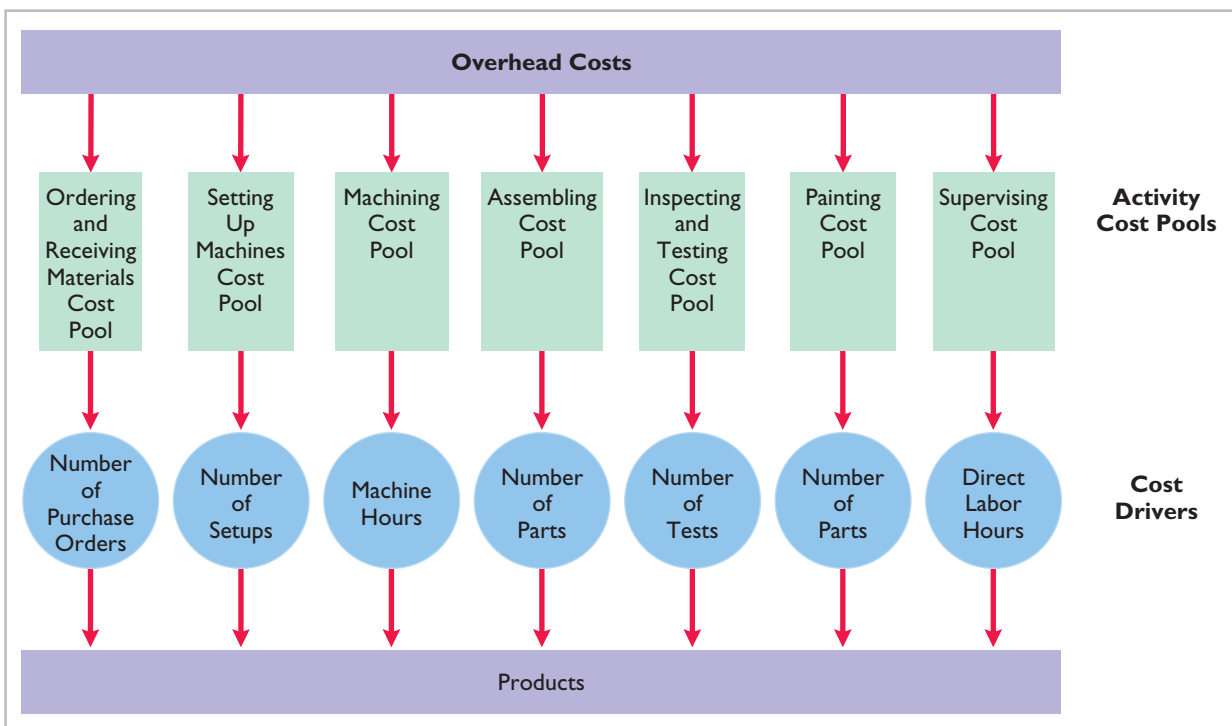 Overhead Costs
Ordering
and
Receiving
Materials
Cost
Pool
Setting
Up
Machines
Cost
Pool
Machining
Cost
Pool
Assembling
Cost
Pool
Inspecting
and
Testing
Cost
Pool
Painting
Cost
Pool
Supervising
Cost
Pool
Activity
Cost Pools
Number
of
Purchase
Orders
Number
of
Setups
Machine
Hours
Number
of
Parts
Number
of
Tests
Number
of
Parts
Direct
Labor
Hours
Cost
Drivers
Products